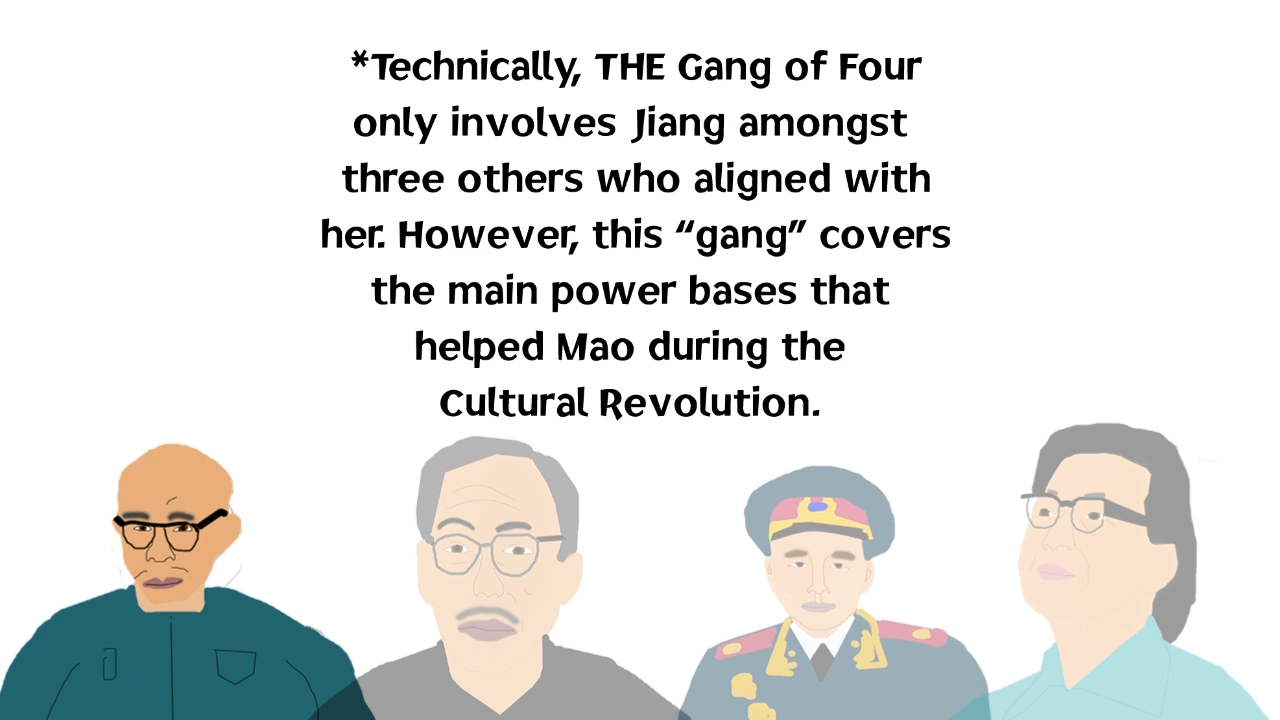 *Technically, THE Gang of Four
only involves Jiang amongst
three others who aligned with
her. However, this “gang” covers
the main power bases that
helped Mao during the
Cultural Revolution.